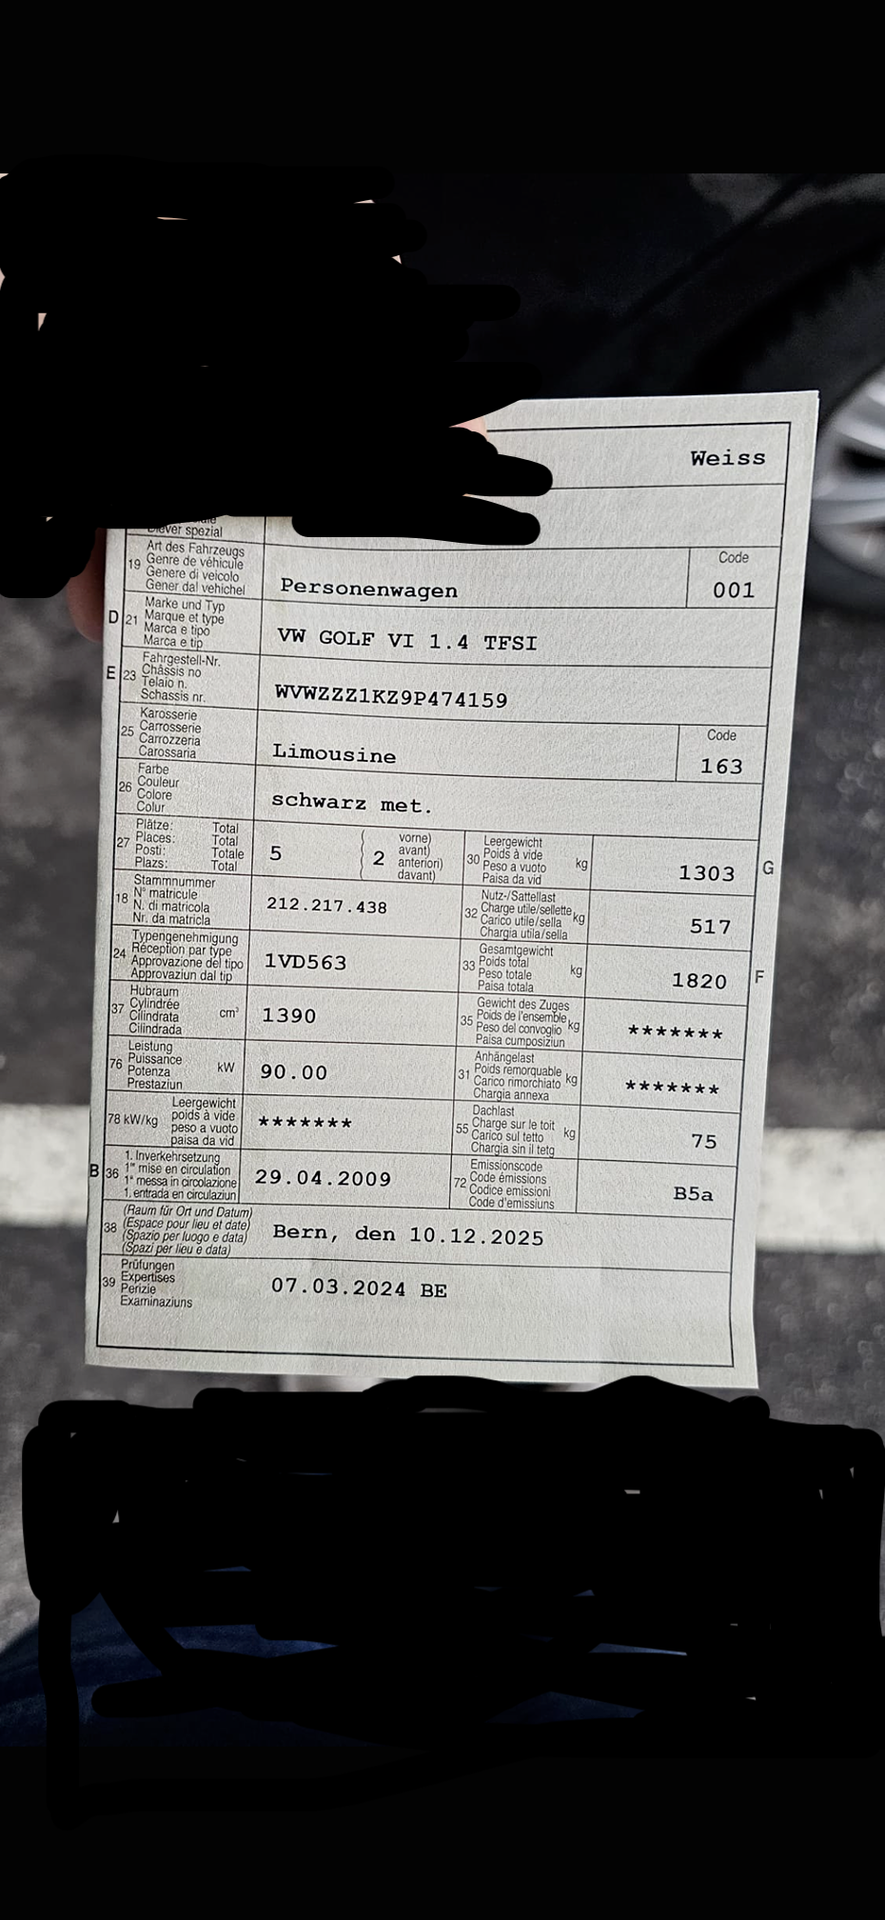 Weiss
spezial
19 Art des Fahrzeugs
Genre de véhicule
Genere di veicolo
Gener dal vehichel
Personenwagen
Code
001
D 21 Marke und Typ
Marque et type
Marca e tipo
Marca e tip
VW GOLF VI 1.4 TFSI
E 23 Fahrgestell-Nr.
Châssis no
Telaio n.
Schassis nr.
WVWZZZ1KZ9P474159
25 Karosserie
Carrosserie
Carrozzeria
Carossaria
Limousine
Code
163
26 Farbe
Couleur
Colore
Colur
schwarz met.
27 Plätze: Total
Places: Total
Posti: Totale
Plazs: Total
5
2
vorne)
avant)
anteriori)
davant)
30 Leergewicht
Poids à vide
Peso a vuoto
Paisa da vid
kg
1303
G
18 Stammnummer
N° matricule
N. di matricola
Nr. da matricla
212.217.438
32 Nutz-/Sattellast
Charge utile/sellette
Carico utile/sella
Chargia utila/sella
kg
517
24 Typengenehmigung
Réception par type
Approvazione del tipo
Approvaziun dal tip
1VD563
33 Gesamtgewicht
Poids total
Peso totale
Paisa totala
kg
1820
F
37 Hubraum
Cylindrée
Cilindrata
Cilindrada
cm³
1390
35 Gewicht des Zuges
Poids de l'ensemble
Peso del convoglio
Paisa cumposiziun
kg
*******
76 Leistung
Puissance
Potenza
Prestaziun
kW
90.00
31 Anhängelast
Poids remorquable
Carico rimorchiato
Chargia annexa
kg
*******
78 kW/kg
Leergewicht
poids à vide
peso a vuoto
paisa da vid
*******
55 Dachlast
Charge sur le toit
Carico sul tetto
Chargia sin il tetg
kg
75
B 36 1. Inverkehrsetzung
1re mise en circulation
1a messa in circolazione
1. entrada en circulaziun
29.04.2009
72 Emissionscode
Code émissions
Codice emissioni
Code d'emissiuns
B5a
38 (Raum für Ort und Datum)
(Espace pour lieu et date)
(Spazio per luogo e data)
(Spazi per lieu e data)
Bern, den 10.12.2025
39 Prüfungen
Expertises
Perizie
Examinaziuns
07.03.2024 BE